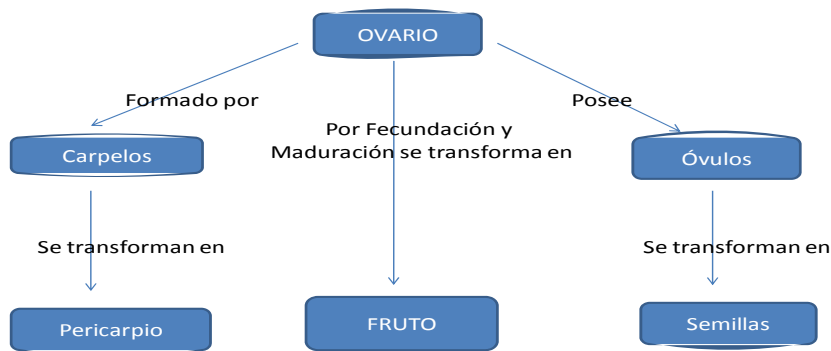 OVARIO
Formado por
Posee
Por Fecundación y
Maduración se transforma en
Carpelos
Óvulos
Se transforman en
Se transforman en
Pericarpio
FRUTO
Semillas